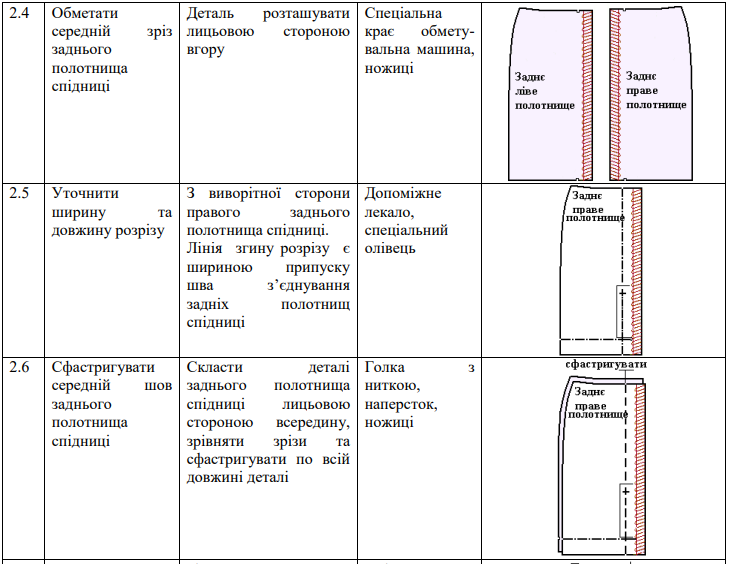 2.4
Обметати
середній зріз
заднього
полотнища
спідниці
Деталь розташувати
лицьовою стороною
вгору
Спеціальна
крає обмету-
вальна машина,
ножиці
Заднє
ліве
полотнище
Заднє
праве
полотнище
2.5
Уточнити
ширину та
довжину розрізу
З виворітної сторони
правого заднього
полотнища спідниці.
Лінія згину розрізу є
шириною припуску
шва з’єднування
задніх полотнищ
спідниці
Допоміжне
лекало,
спеціальний
олівець
Заднє
праве
полотнище
2.6
Сфастригувати
середній шов
заднього
полотнища
спідниці
Скласти деталі
заднього полотнища
спідниці лицьовою
стороною всередину,
зрівняти зрізи та
сфастригувати по всій
довжині деталі
Голка з
ниткою,
наперсток,
ножиці
сфастригувати
Заднє
праве
полотнище